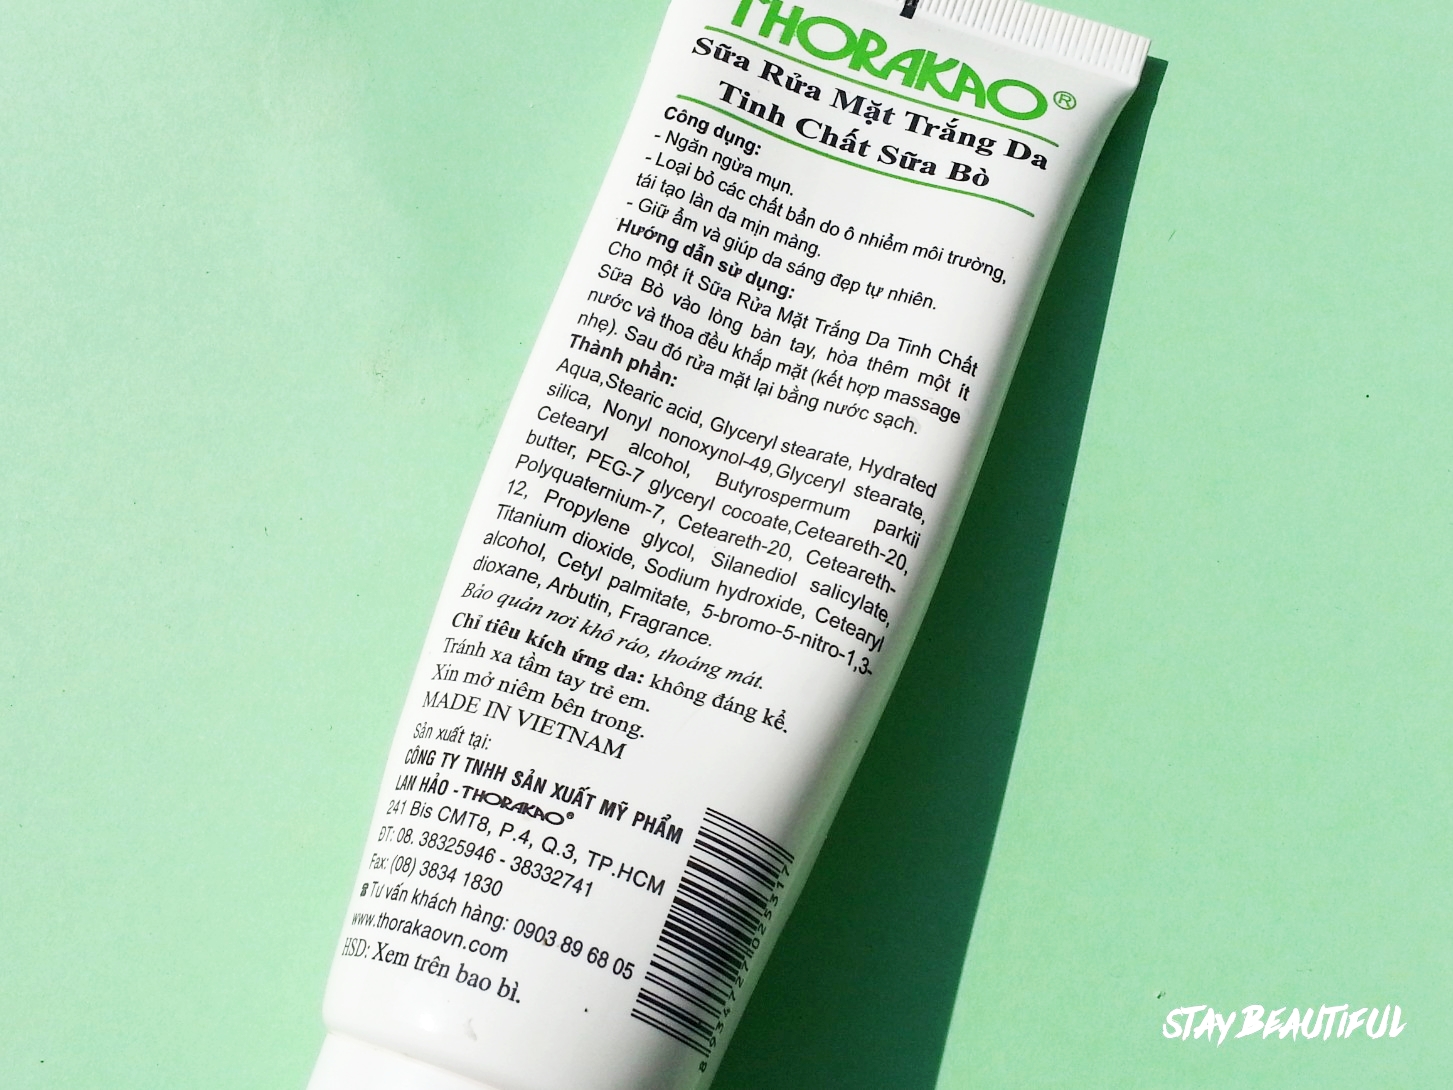 THORAKAO®
Sữa Rửa Mặt Trắng Da
Tinh Chất Sữa Bò
Công dụng:
- Ngăn ngừa mụn.
- Loại bỏ các chất bẩn do ô nhiễm môi trường,
tái tạo làn da mịn màng.
- Giữ ẩm và giúp da sáng đẹp tự nhiên.
Hướng dẫn sử dụng:
Cho một ít Sữa Rửa Mặt Trắng Da Tinh Chất
Sữa Bò vào lòng bàn tay, hòa thêm một ít
nước và thoa đều khắp mặt (kết hợp massage
nhẹ). Sau đó rửa mặt lại bằng nước sạch.
Thành phần:
Aqua,Stearic acid, Glyceryl stearate, Hydrated
silica, Nonyl nonoxynol-49,Glyceryl stearate,
Cetearyl alcohol, Butyrospermum parkii
butter, PEG-7 glyceryl cocoate,Ceteareth-20,
Polyquaternium-7, Ceteareth-20, Ceteareth-
12, Propylene glycol, Silanediol salicylate,
Titanium dioxide, Sodium hydroxide, Cetearyl
alcohol, Cetyl palmitate, 5-bromo-5-nitro-1,3-
dioxane, Arbutin, Fragrance.
Bảo quản nơi khô ráo, thoáng mát.
Chỉ tiêu kích ứng da: không đáng kể.
Tránh xa tầm tay trẻ em.
Xin mở niêm bên trong.
MADE IN VIETNAM
Sản xuất tại:
CÔNG TY TNHH SẢN XUẤT MỸ PHẨM
LAN HẢO - THORAKAO®
241 Bis CMT8, P.4, Q.3, TP.HCM
ĐT: 08. 38325946 - 38332741
Fax: (08) 3834 1830
☎Tư vấn khách hàng: 0903 89 68 05
www.thorakaovn.com
HSD: Xem trên bao bì.
8 934727 025317
STAY BEAUTIFUL